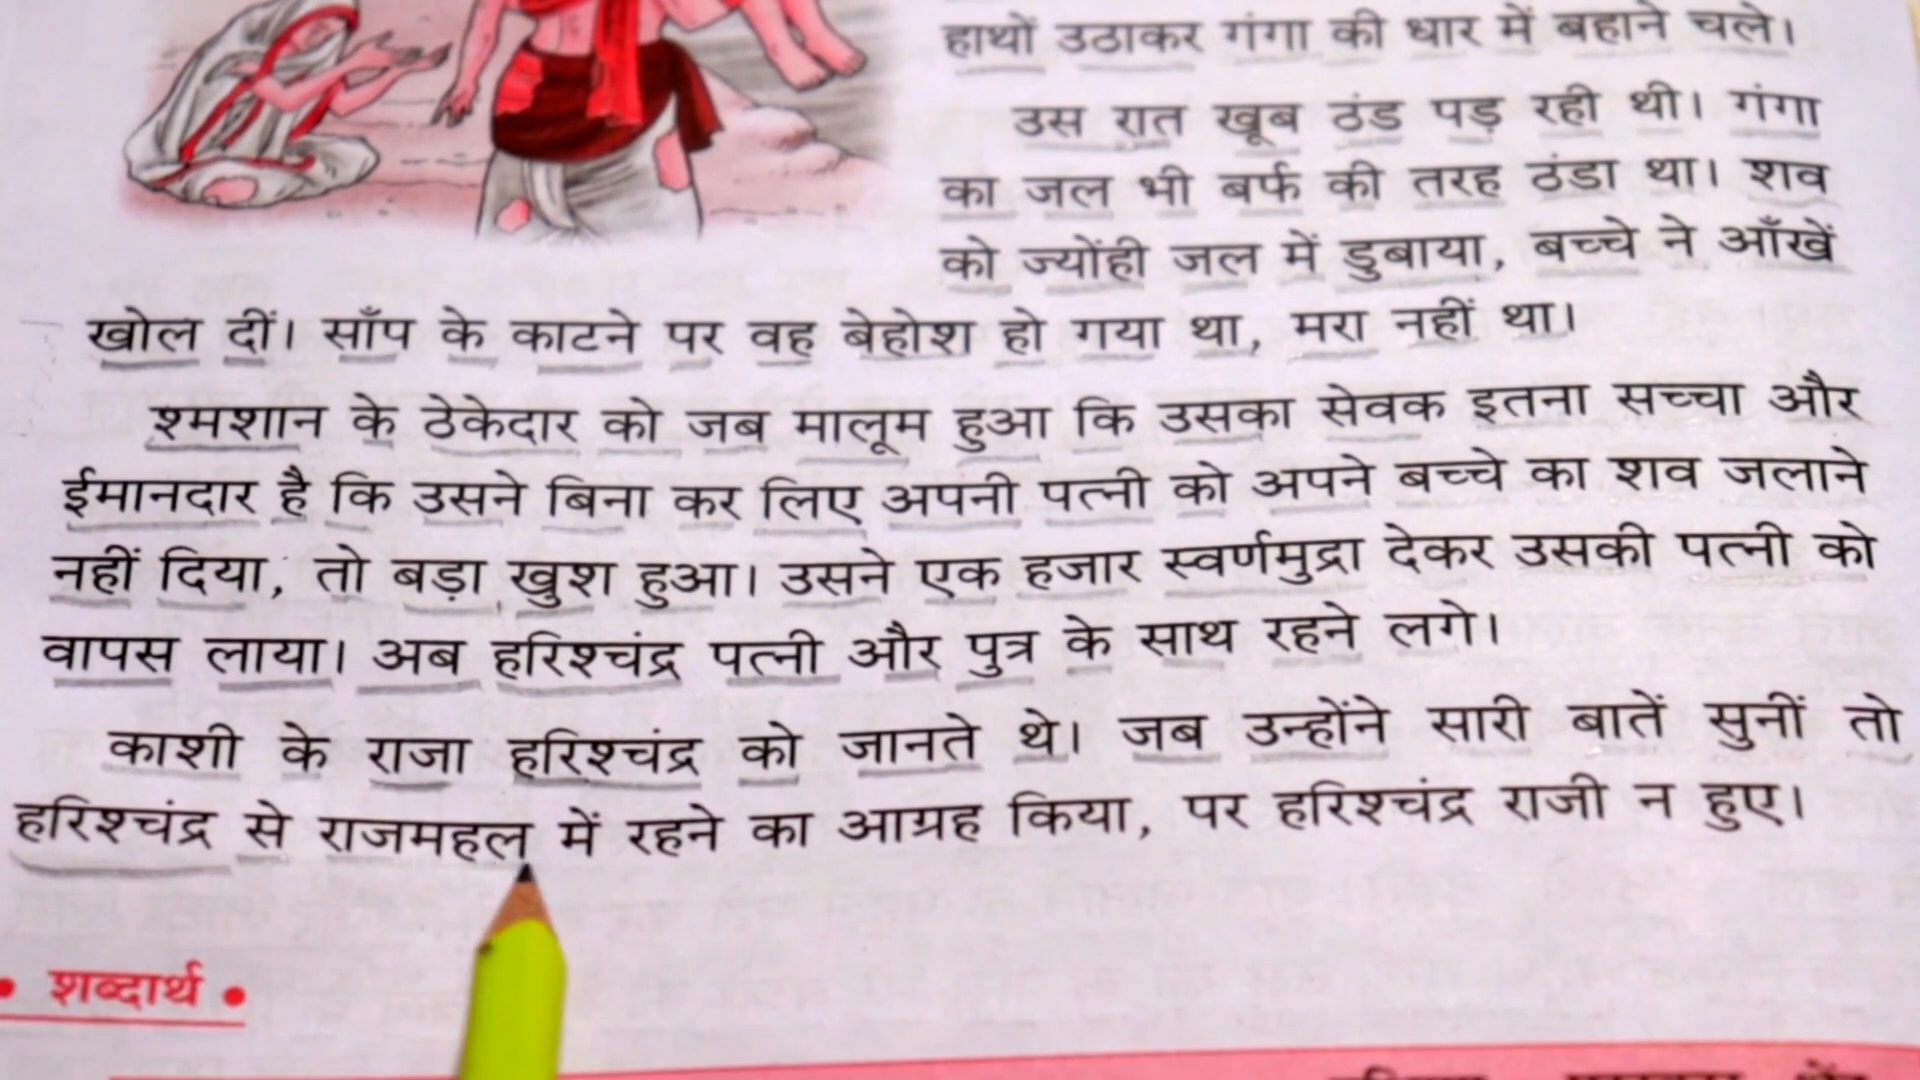 हाथों उठाकर गंगा की धार में बहाने चले।
उस रात खूब ठंड पड़ रही थी। गंगा
का जल भी बर्फ की तरह ठंडा था। शव
को ज्योंही जल में डुबाया, बच्चे ने आँखें
खोल दीं। साँप के काटने पर वह बेहोश हो गया था, मरा नहीं था।
श्मशान के ठेकेदार को जब मालूम हुआ कि उसका सेवक इतना सच्चा और
ईमानदार है कि उसने बिना कर लिए अपनी पत्नी को अपने बच्चे का शव जलाने
नहीं दिया, तो बड़ा खुश हुआ। उसने एक हजार स्वर्णमुद्रा देकर उसकी पत्नी को
वापस लाया। अब हरिश्चंद्र पत्नी और पुत्र के साथ रहने लगे।
काशी के राजा हरिश्चंद्र को जानते थे। जब उन्होंने सारी बातें सुनीं तो
हरिश्चंद्र से राजमहल में रहने का आग्रह किया, पर हरिश्चंद्र राजी न हुए।
• शब्दार्थ •